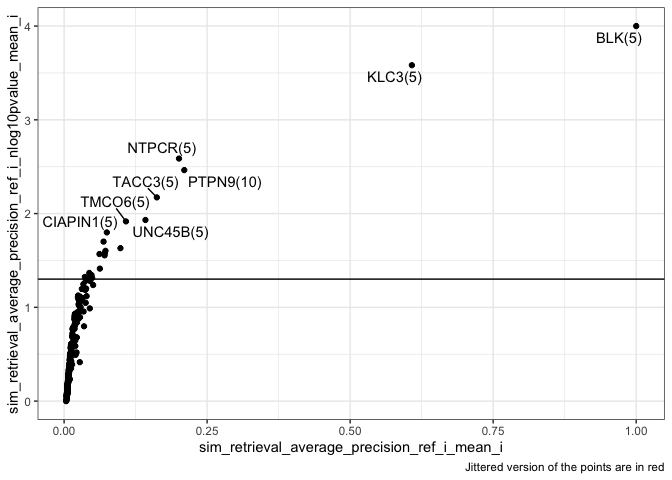 sim_retrieval_average_precision_ref_i_nlog10pvalue_mean_i
4
3
2
1
0
BLK(5)
KLC3(5)
NTPCR(5)
TACC3(5)
PTPN9(10)
TMCO6(5)
CIAPIN1(5)
UNC45B(5)
0.00
0.25
0.50
0.75
1.00
sim_retrieval_average_precision_ref_i_mean_i
Jittered version of the points are in red